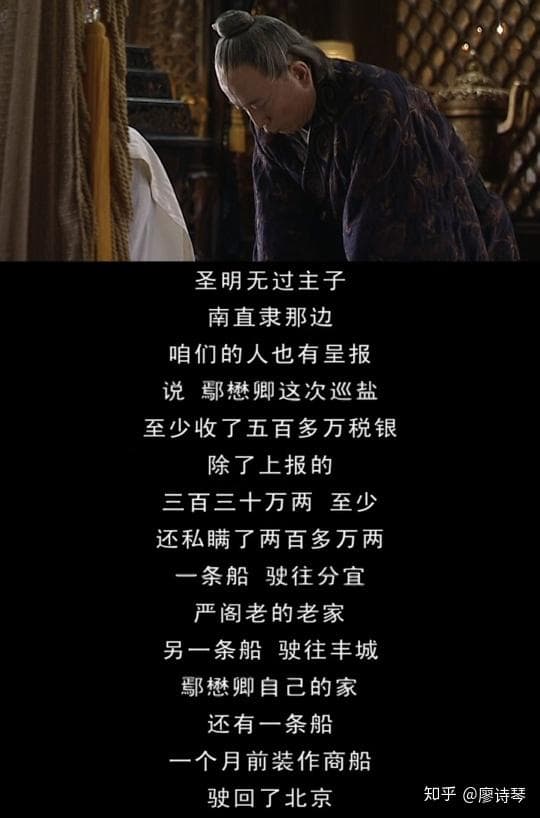 圣明无过主子
南直隶那边
咱们的人也有呈报
说 鄢懋卿这次巡盐
至少收了五百多万税银
除了上报的
三百三十万两 至少
还私瞒了两百多万两
一条船 驶往分宜
严阁老的老家
另一条船 驶往丰城
鄢懋卿自己的家
还有一条船
一个月前装作商船
驶回了北京
知乎 @廖诗琴